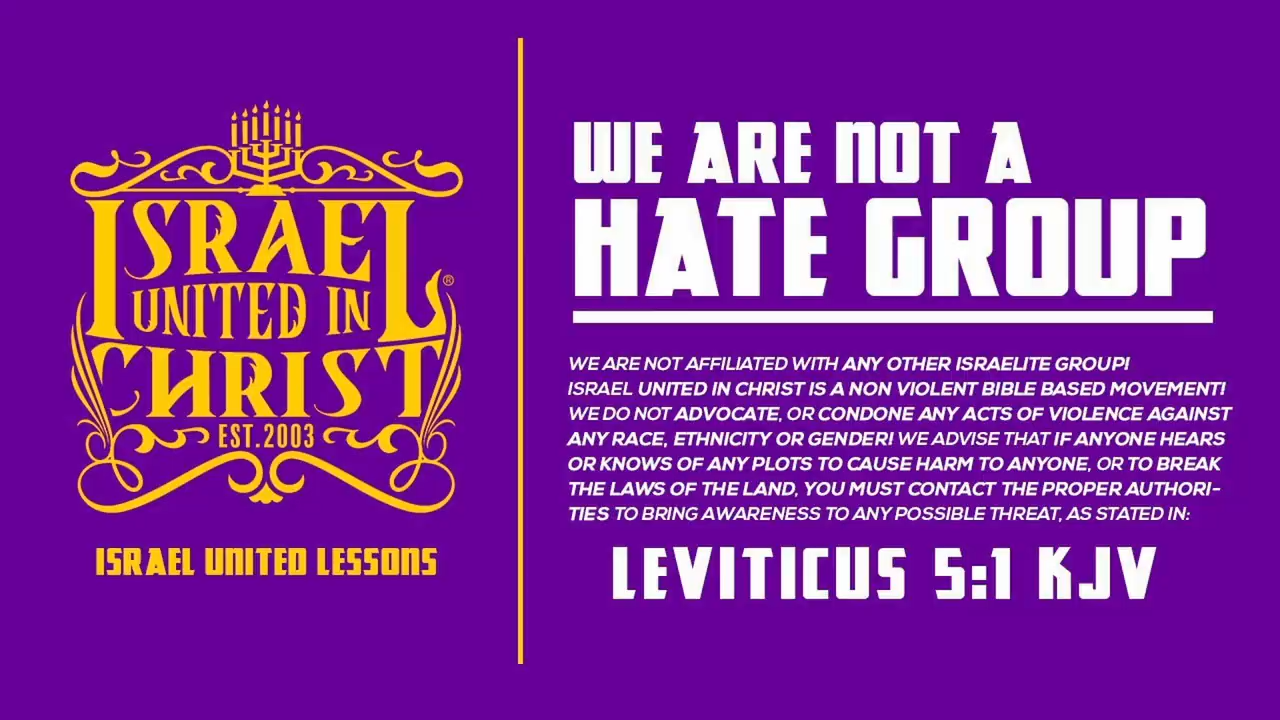 ISRAEL
UNITED IN
CHRIST
EST. 2003
®
ISRAEL UNITED LESSONS
WE ARE NOT A
HATE GROUP
WE ARE NOT AFFILIATED WITH ANY OTHER ISRAELITE GROUP!
ISRAEL UNITED IN CHRIST IS A NON VIOLENT BIBLE BASED MOVEMENT!
WE DO NOT ADVOCATE, OR CONDONE ANY ACTS OF VIOLENCE AGAINST
ANY RACE, ETHNICITY OR GENDER! WE ADVISE THAT IF ANYONE HEARS
OR KNOWS OF ANY PLOTS TO CAUSE HARM TO ANYONE, OR TO BREAK
THE LAWS OF THE LAND, YOU MUST CONTACT THE PROPER AUTHORI-
TIES TO BRING AWARENESS TO ANY POSSIBLE THREAT, AS STATED IN:
LEVITICUS 5:1 KJV